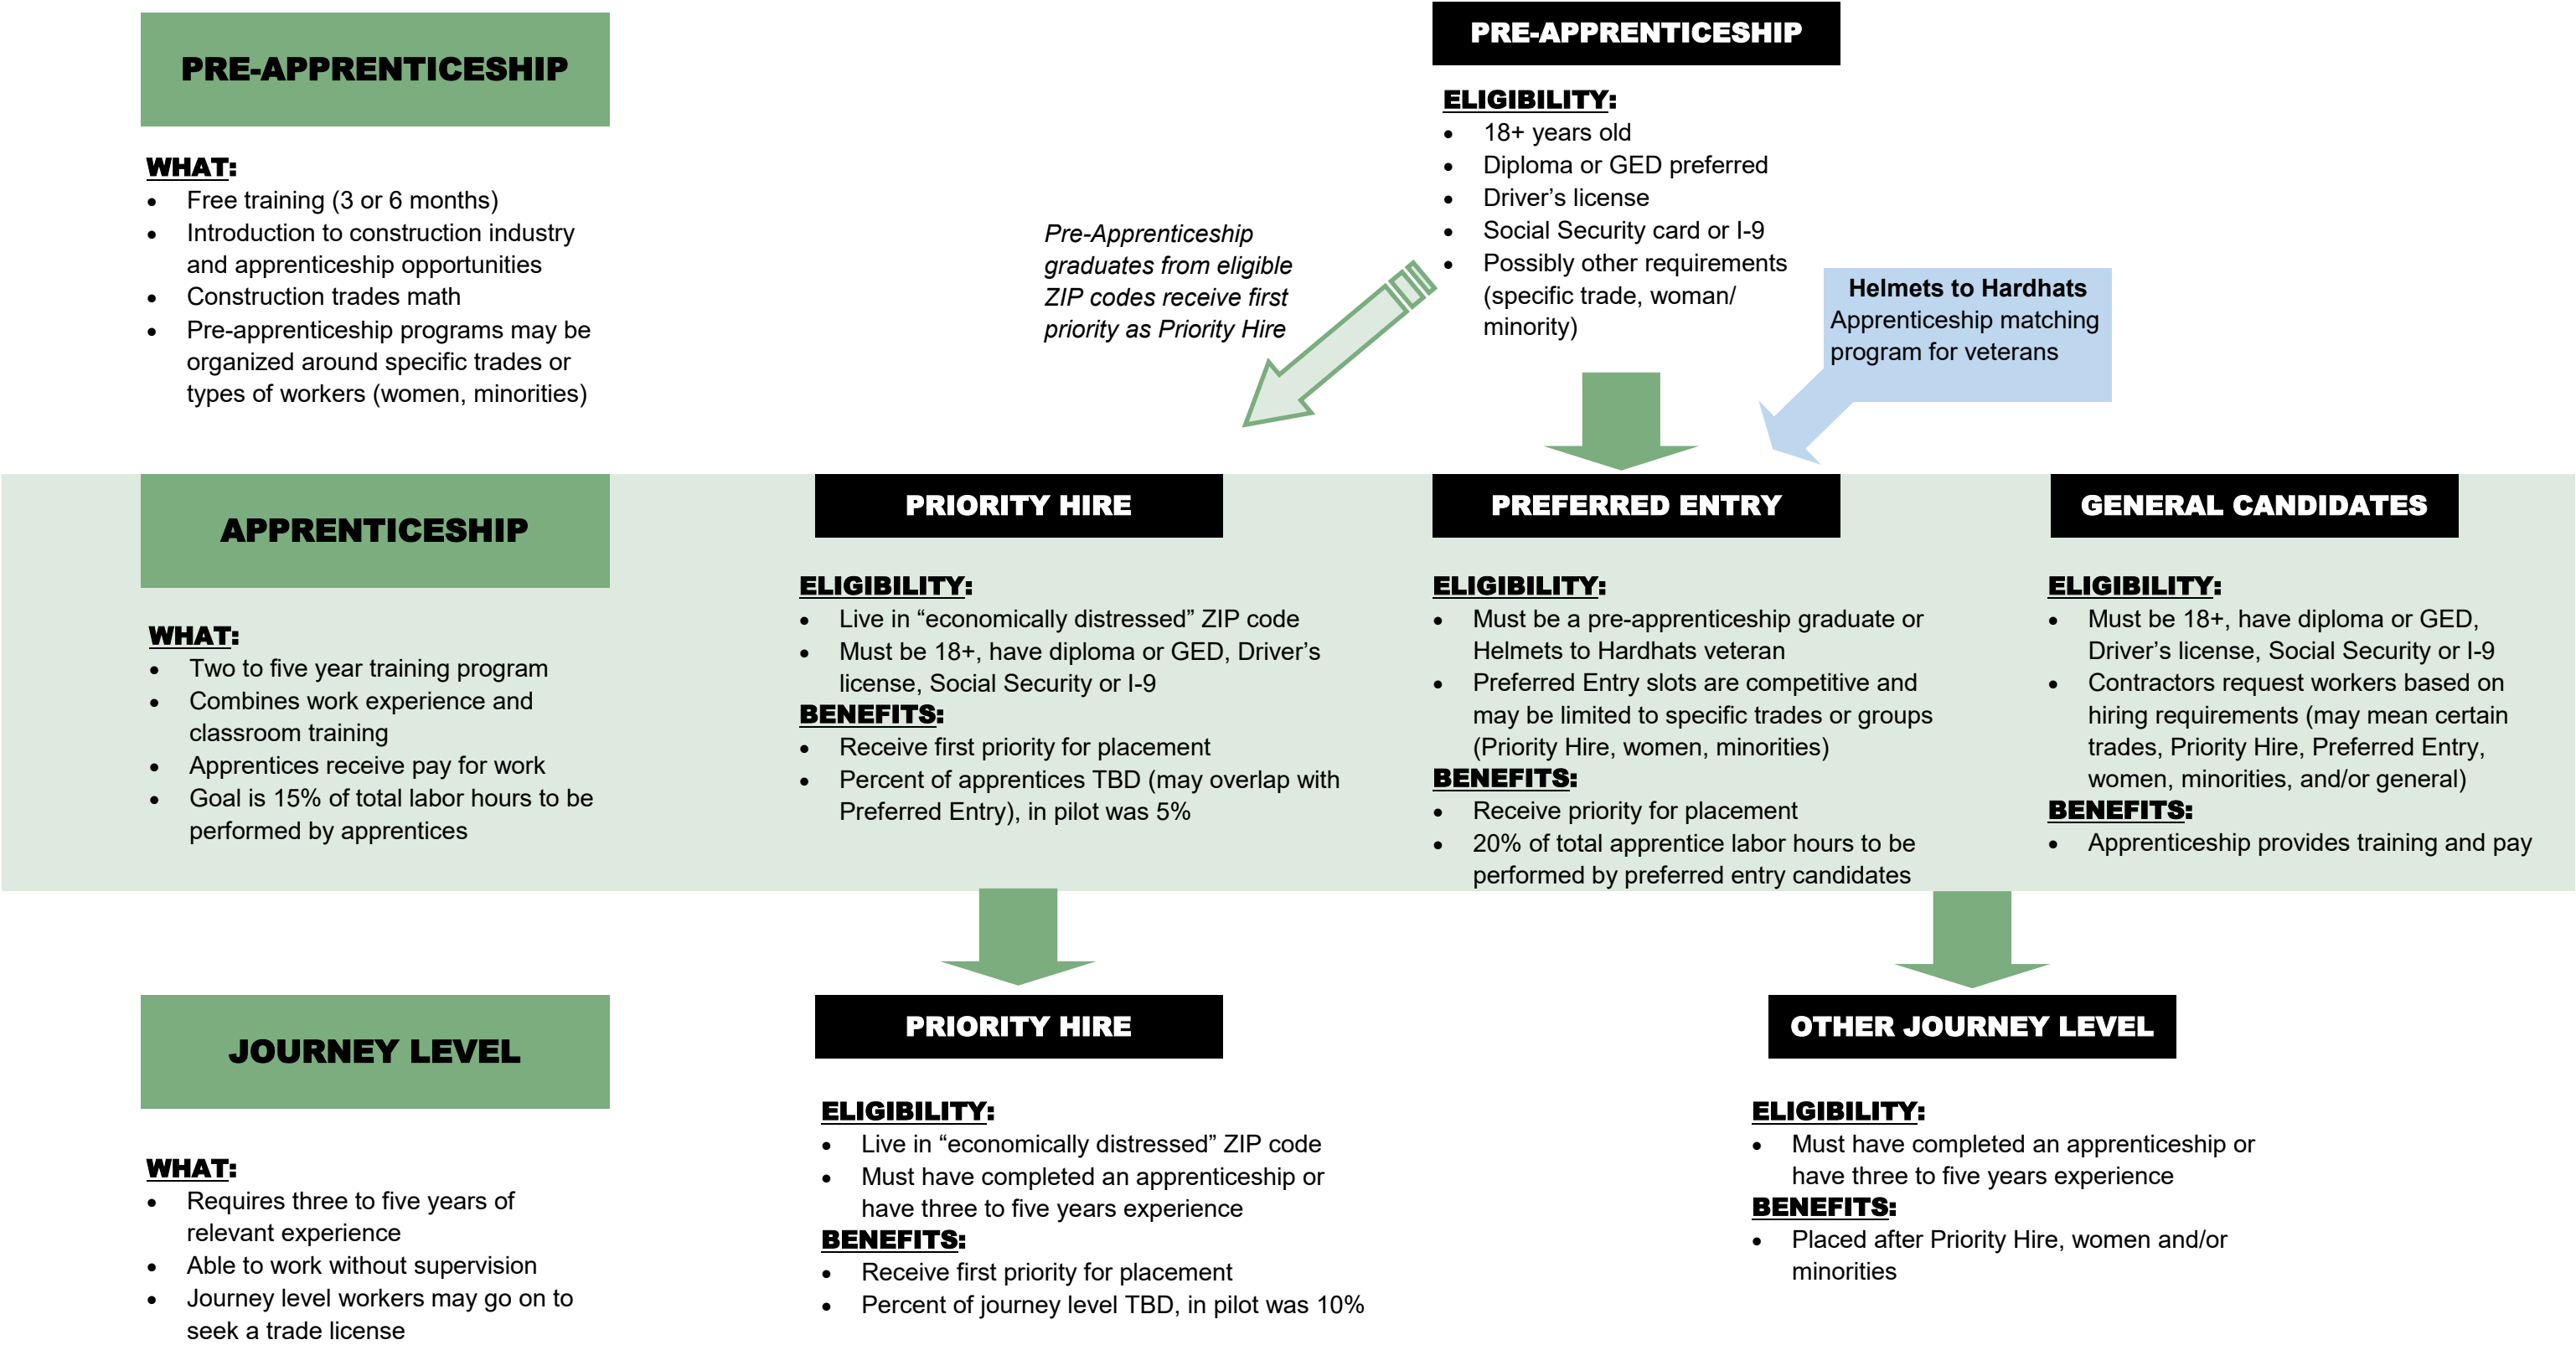 PRE-APPRENTICESHIP
WHAT:
• Free training (3 or 6 months)
• Introduction to construction industry
and apprenticeship opportunities
• Construction trades math
• Pre-apprenticeship programs may be
organized around specific trades or
types of workers (women, minorities)
Pre-Apprenticeship
graduates from eligible
ZIP codes receive first
priority as Priority Hire
PRE-APPRENTICESHIP
ELIGIBILITY:
• 18+ years old
• Diploma or GED preferred
• Driver’s license
• Social Security card or I-9
• Possibly other requirements
(specific trade, woman/
minority)
Helmets to Hardhats
Apprenticeship matching
program for veterans
APPRENTICESHIP
WHAT:
• Two to five year training program
• Combines work experience and
classroom training
• Apprentices receive pay for work
• Goal is 15% of total labor hours to be
performed by apprentices
PRIORITY HIRE
ELIGIBILITY:
• Live in “economically distressed” ZIP code
• Must be 18+, have diploma or GED, Driver’s
license, Social Security or I-9
BENEFITS:
• Receive first priority for placement
• Percent of apprentices TBD (may overlap with
Preferred Entry), in pilot was 5%
PREFERRED ENTRY
ELIGIBILITY:
• Must be a pre-apprenticeship graduate or
Helmets to Hardhats veteran
• Preferred Entry slots are competitive and
may be limited to specific trades or groups
(Priority Hire, women, minorities)
BENEFITS:
• Receive priority for placement
• 20% of total apprentice labor hours to be
performed by preferred entry candidates
GENERAL CANDIDATES
ELIGIBILITY:
• Must be 18+, have diploma or GED,
Driver’s license, Social Security or I-9
• Contractors request workers based on
hiring requirements (may mean certain
trades, Priority Hire, Preferred Entry,
women, minorities, and/or general)
BENEFITS:
• Apprenticeship provides training and pay
JOURNEY LEVEL
WHAT:
• Requires three to five years of
relevant experience
• Able to work without supervision
• Journey level workers may go on to
seek a trade license
PRIORITY HIRE
ELIGIBILITY:
• Live in “economically distressed” ZIP code
• Must have completed an apprenticeship or
have three to five years experience
BENEFITS:
• Receive first priority for placement
• Percent of journey level TBD, in pilot was 10%
OTHER JOURNEY LEVEL
ELIGIBILITY:
• Must have completed an apprenticeship or
have three to five years experience
BENEFITS:
• Placed after Priority Hire, women and/or
minorities